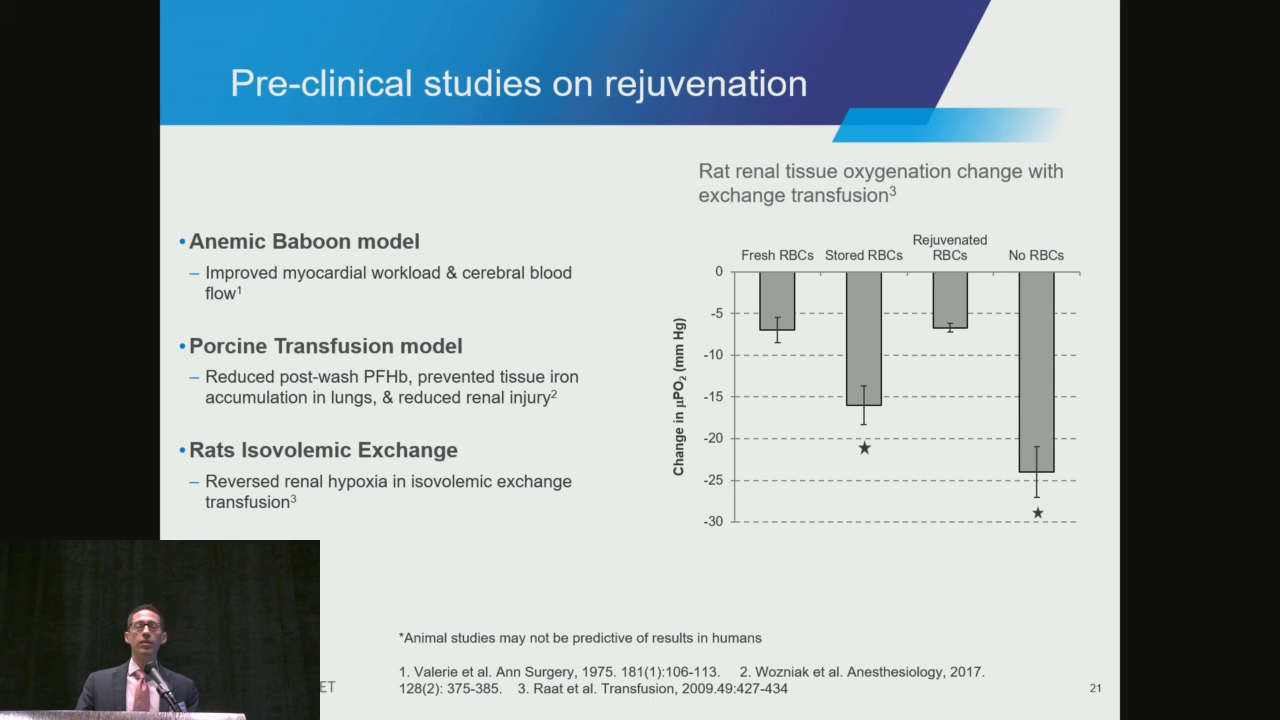 Pre-clinical studies on rejuvenation
•Anemic Baboon model
– Improved myocardial workload & cerebral blood
flow1
•Porcine Transfusion model
– Reduced post-wash PFHb, prevented tissue iron
accumulation in lungs, & reduced renal injury2
•Rats Isovolemic Exchange
– Reversed renal hypoxia in isovolemic exchange
transfusion3
Rat renal tissue oxygenation change with
exchange transfusion3
Fresh RBCs Stored RBCs Rejuvenated RBCs No RBCs
Change in µPO2 (mm Hg)
0
-5
-10
-15
-20
-25
-30
★
★
*Animal studies may not be predictive of results in humans
1. Valerie et al. Ann Surgery, 1975. 181(1):106-113. 2. Wozniak et al. Anesthesiology, 2017.
128(2): 375-385. 3. Raat et al. Transfusion, 2009.49:427-434
ET
21